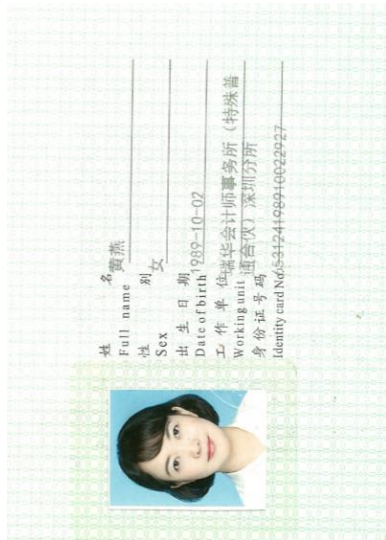 姓 名 黄燕
Full name
性 别 女
Sex
出 生 日 期 1989-10-02
Date of birth
工 作 单 位 瑞华会计师事务所（特殊普
Working unit 通合伙）深圳分所
身 份 证 号 码
Identity card No.